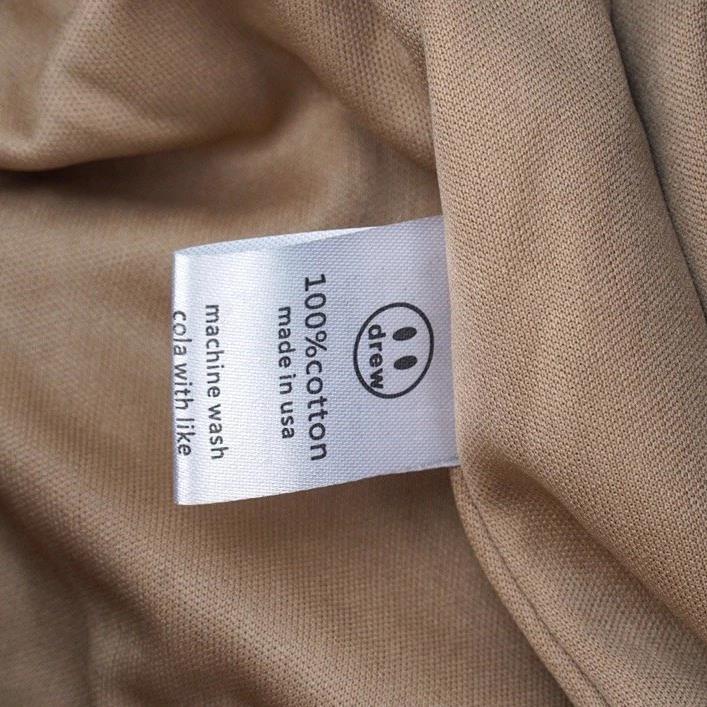 drew
100%cotton
made in usa
machine wash
cola with like